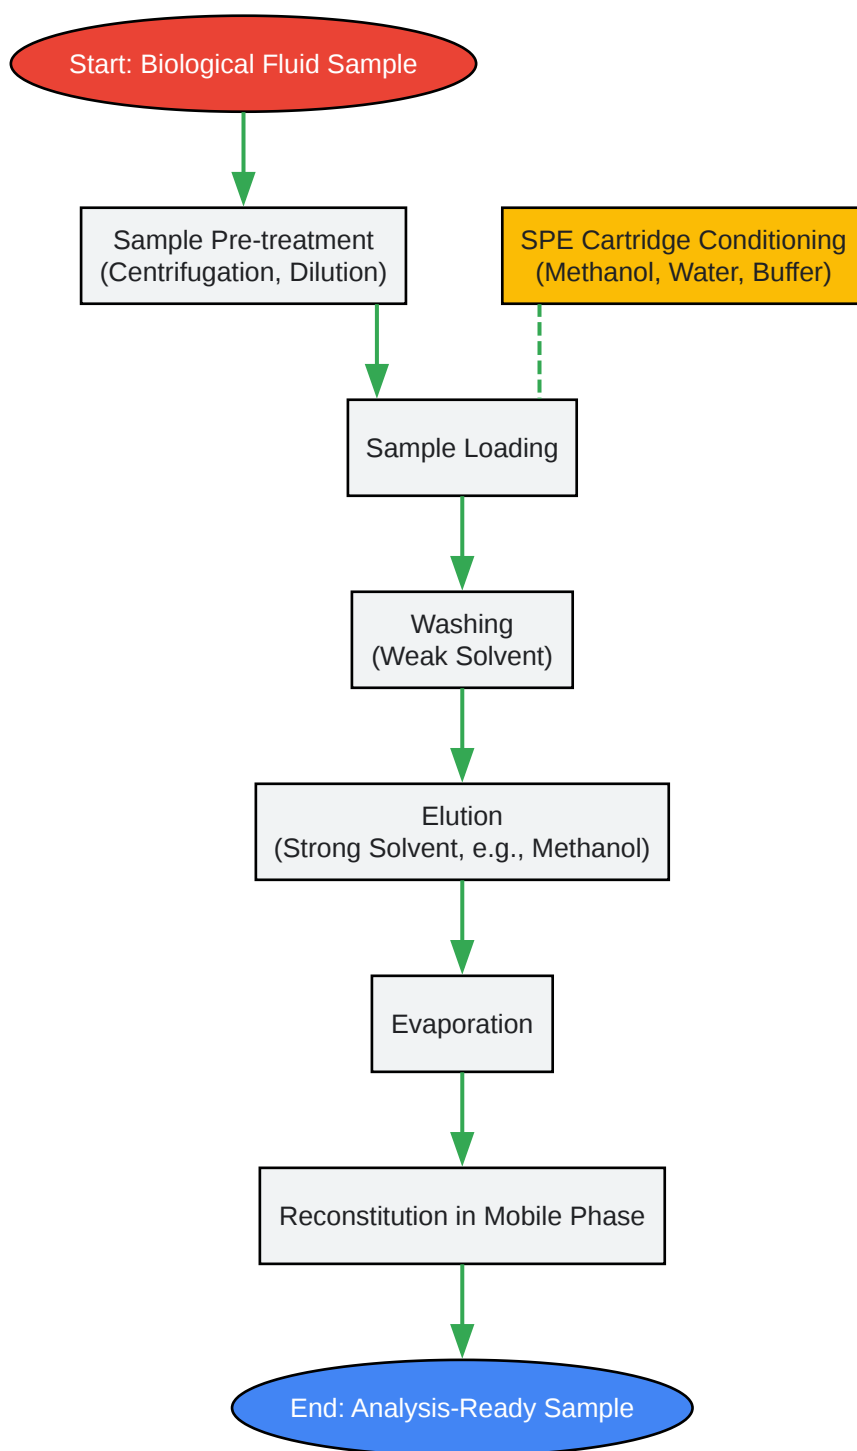 Start: Biological Fluid Sample
Sample Pre-treatment
(Centrifugation, Dilution)
SPE Cartridge Conditioning
(Methanol, Water, Buffer)
Sample Loading
Washing
(Weak Solvent)
Elution
(Strong Solvent, e.g., Methanol)
Evaporation
Reconstitution in Mobile Phase
End: Analysis-Ready Sample